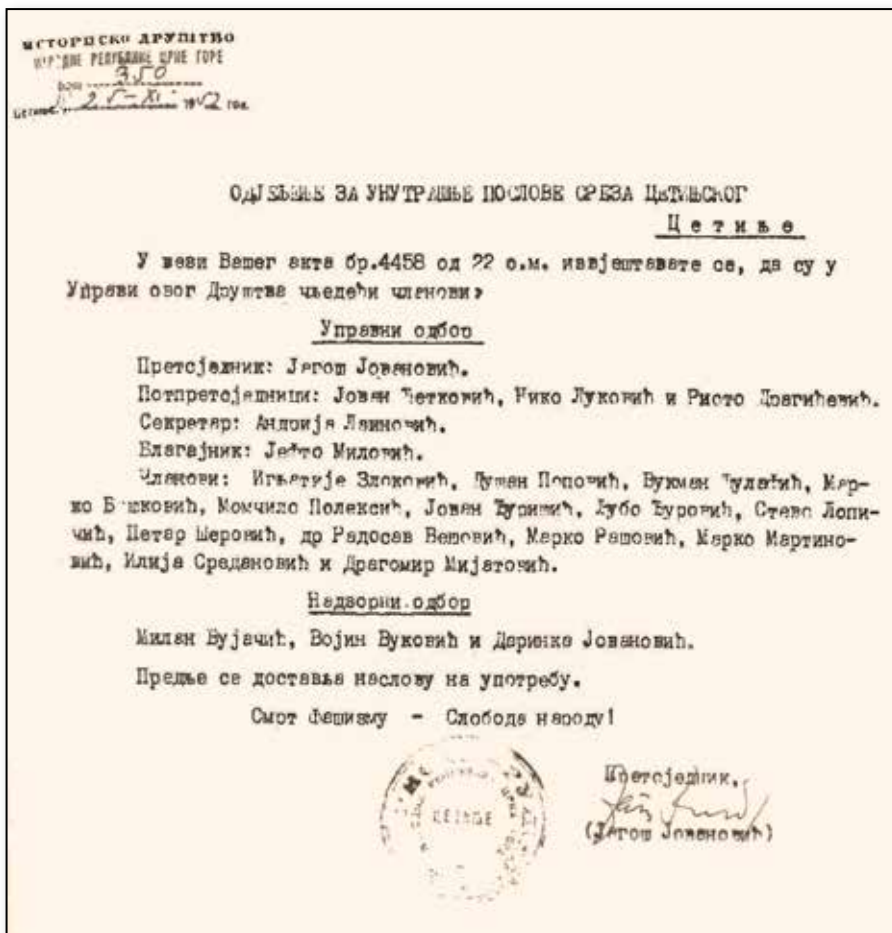 ИСТОРИСКО ДРУШТВО
НАРОДНЕ РЕПУБЛИКЕ ЦРНЕ ГОРЕ
Број 350
Цетиње, 25-XI- 1952 год.
ОДЈЕЉЕЊЕ ЗА УНУТРАШЊЕ ПОСЛОВЕ СРЕЗА ЦЕТИЊСКОГ
Цетиње
У вези Вашег акта бр.4458 од 22 о.м. извјештавате се, да су у
Управи овог Друштва чљедећи чланови:
Управни одбор
Претсједник: Јагош Јовановић.
Потпретсједници: Јован Ћетковић, Нико Луковић и Ристо Драгићевић.
Секретар: Андрија Лаиновић.
Благајник: Јефто Миловић.
Чланови: Игњатије Злоковић, Душан Поповић, Вукман Мар-
ко Момчило Полексић, Јован Ђуро Љубо Ђуровић, Стево Лопи-
чић, Петар Шеровић, др Радосав Вешовић, Марко Рашовић, Марко Мартино-
вић, Илија Средановић и Драгомир Мијатовић.
Надзорни одбор
Милан Вујачић, Војин Вуковић и Даринка Јовановић.
Предње се доставља наслову на употребу.
Смрт фашизму - Слобода народу!
Претсједник,
ЦЕТИЊЕ
(Јагош Јовановић)